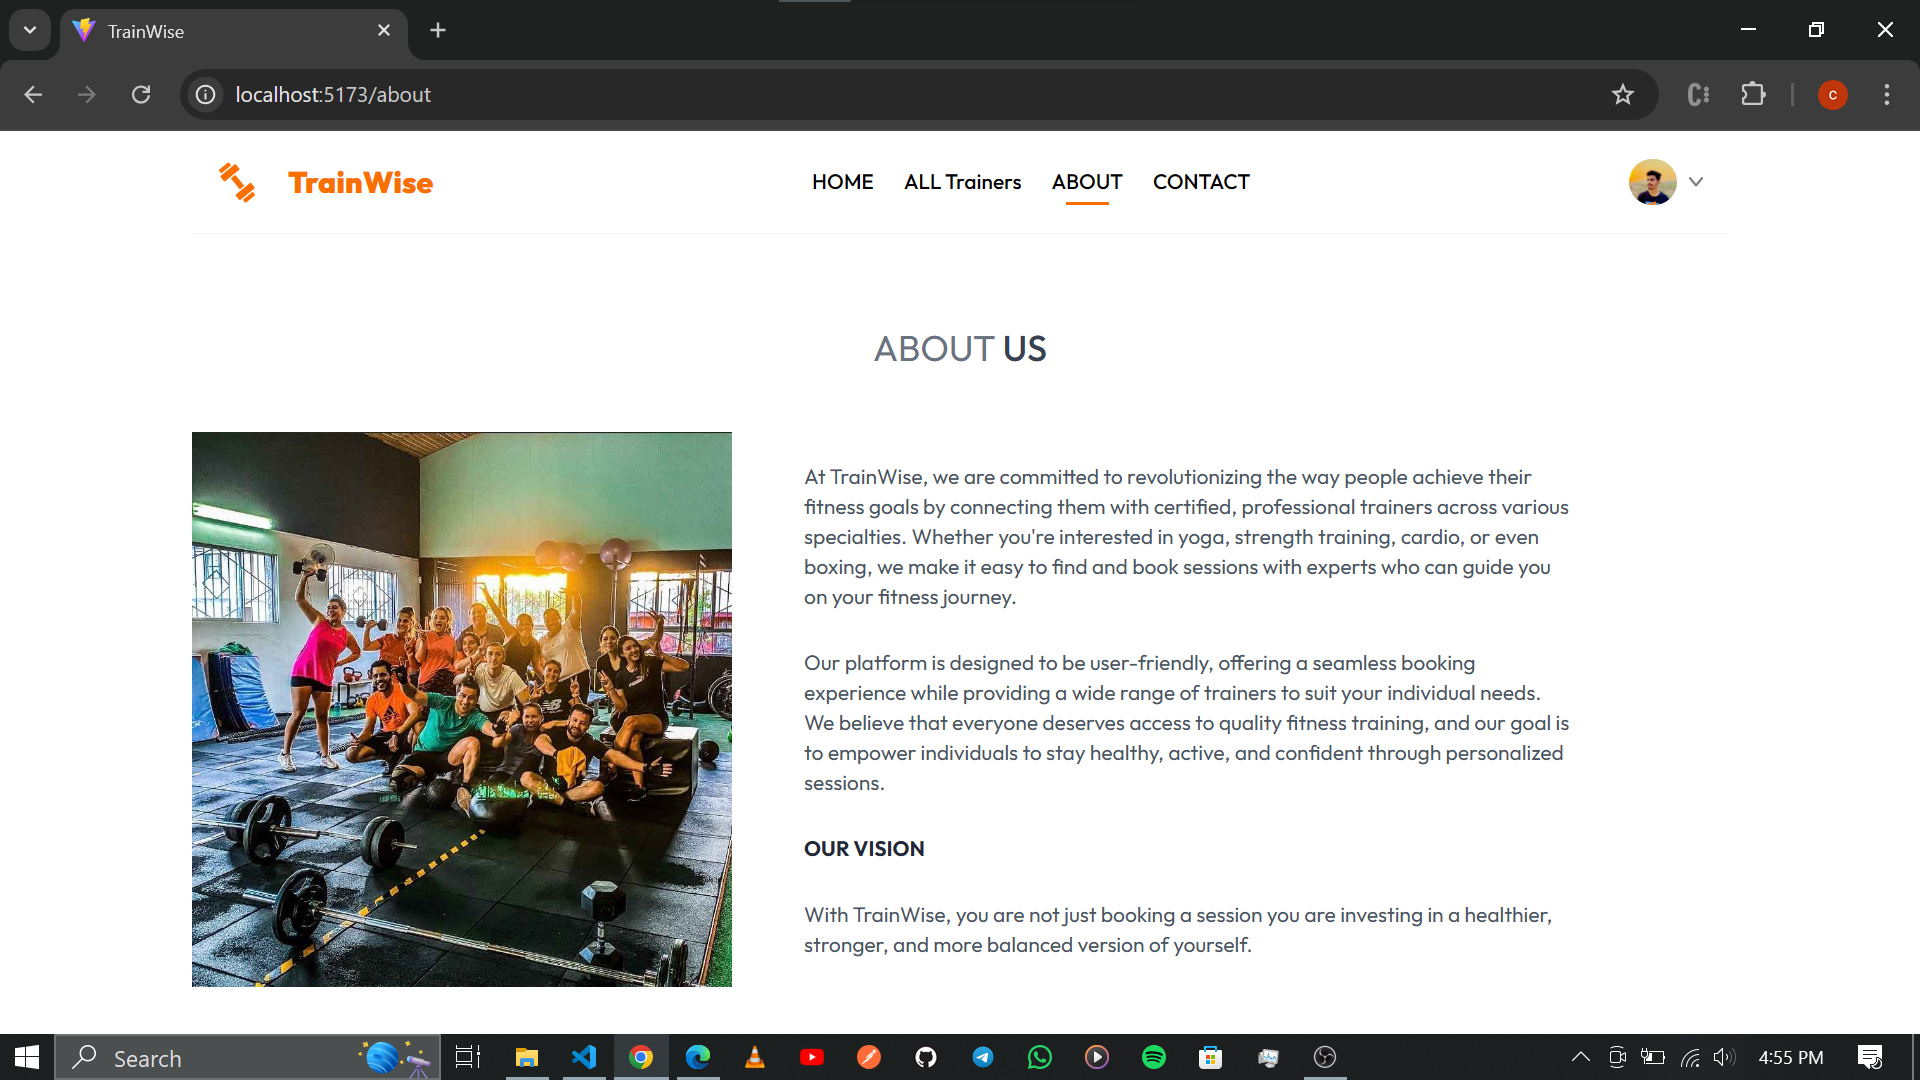 TrainWise
localhost:5173/about
C
TrainWise
HOME
ALL Trainers
ABOUT
CONTACT
ABOUT US
At TrainWise, we are committed to revolutionizing the way people achieve their
fitness goals by connecting them with certified, professional trainers across various
specialties. Whether you're interested in yoga, strength training, cardio, or even
boxing, we make it easy to find and book sessions with experts who can guide you
on your fitness journey.
Our platform is designed to be user-friendly, offering a seamless booking
experience while providing a wide range of trainers to suit your individual needs.
We believe that everyone deserves access to quality fitness training, and our goal is
to empower individuals to stay healthy, active, and confident through personalized
sessions.
OUR VISION
With TrainWise, you are not just booking a session you are investing in a healthier,
stronger, and more balanced version of yourself.
Search
4:55 PM